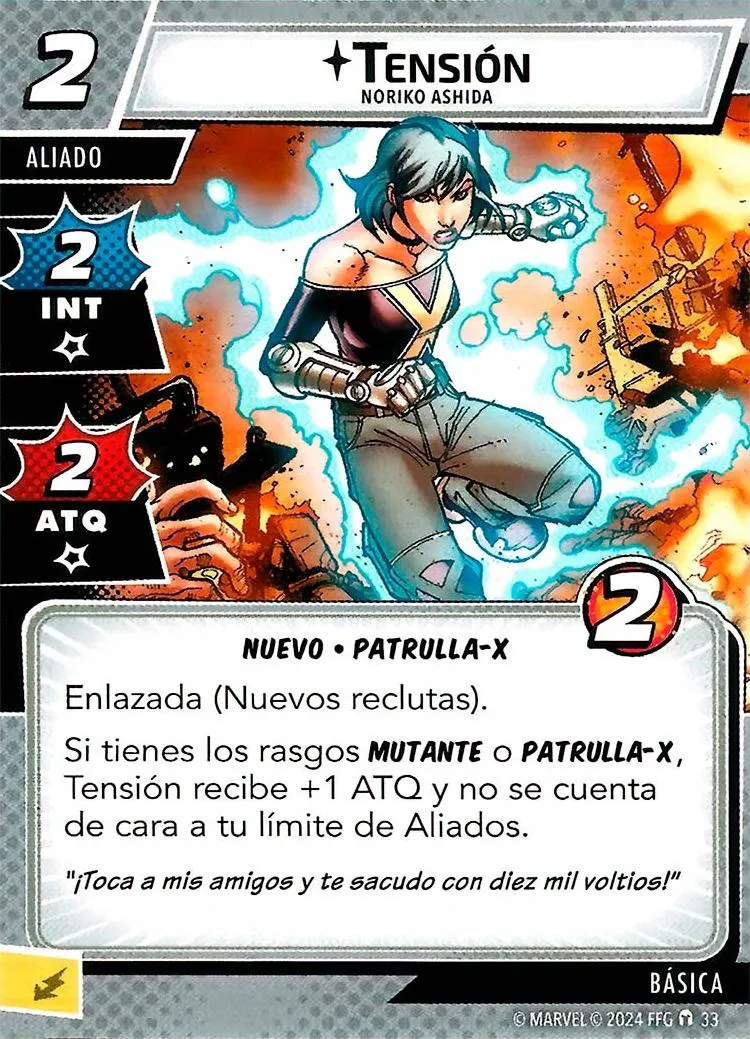 2
TENSIÓN
NORIKO ASHIDA
ALIADO
2
INT
2
ATQ
2
NUEVO • PATRULLA-X
Enlazada (Nuevos reclutas).
Si tienes los rasgos MUTANTE o PATRULLA-X,
Tensión recibe +1 ATQ y no se cuenta
de cara a tu límite de Aliados.
"¡Toca a mis amigos y te sacudo con diez mil voltios!"
BÁSICA
© MARVEL © 2024 FFG 33